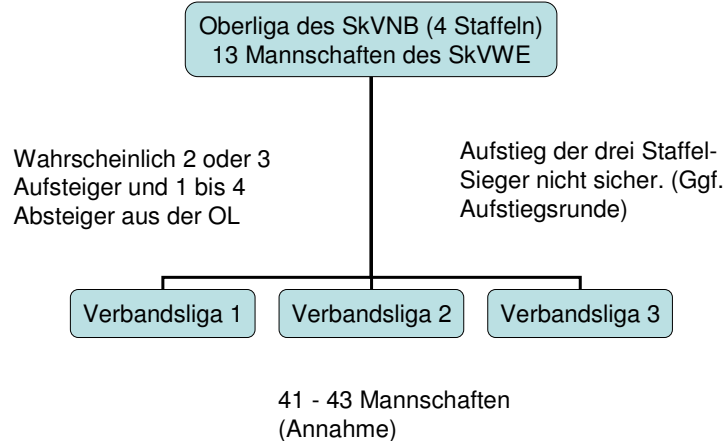 Oberliga des SkVNB (4 Staffeln)
13 Mannschaften des SkVWE
Wahrscheinlich 2 oder 3
Aufsteiger und 1 bis 4
Absteiger aus der OL
Aufstieg der drei Staffel-
Sieger nicht sicher. (Ggf.
Aufstiegsrunde)
Verbandsliga 1
Verbandsliga 2
Verbandsliga 3
41 - 43 Mannschaften
(Annahme)